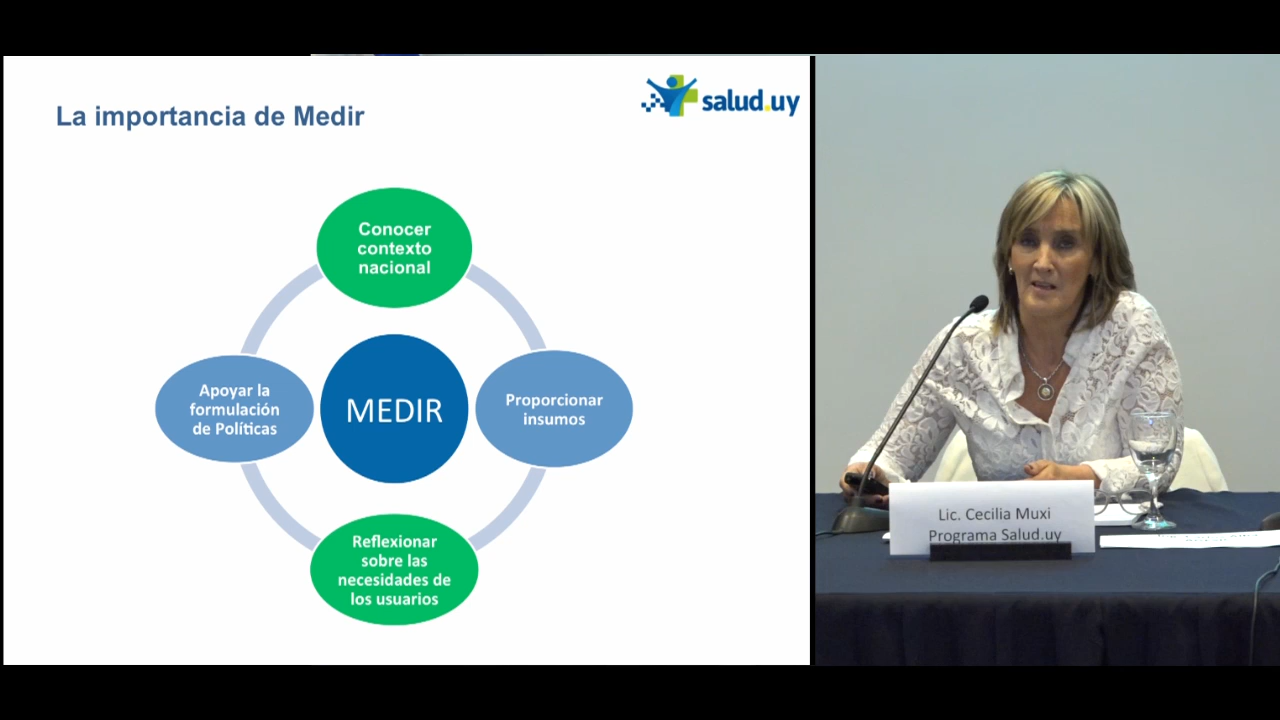 La importancia de Medir
salud.uy
Conocer
contexto
nacional
Apoyar la
formulación
de Políticas
MEDIR
Proporcionar
insumos
Reflexionar
sobre las
necesidades de
los usuarios
Lic. Cecilia Muxi
Programa Salud.uy